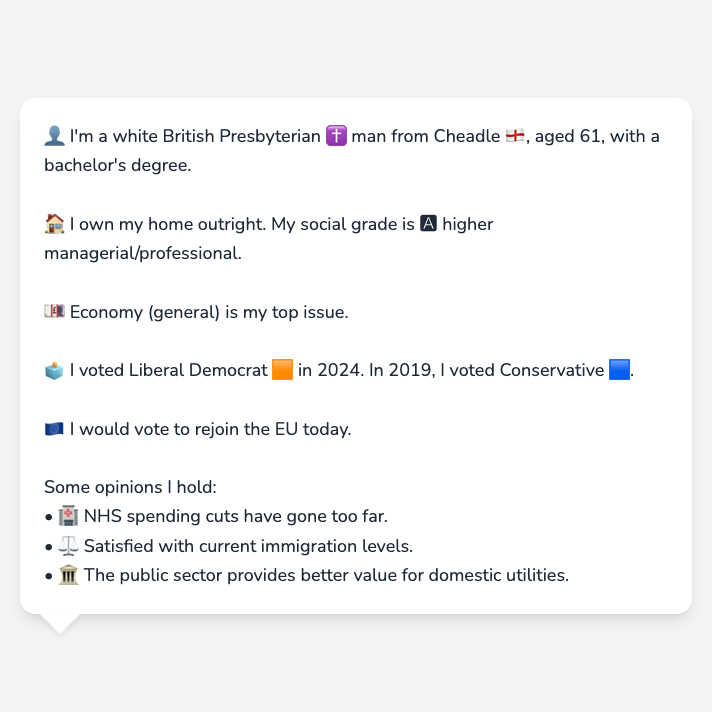 👤 I'm a white British Presbyterian ✝️ man from Cheadle 🏴󠁧󠁢󠁥󠁮󠁧󠁿, aged 61, with a
bachelor's degree.
🏠 I own my home outright. My social grade is 🅰 higher
managerial/professional.
💷 Economy (general) is my top issue.
🗳️ I voted Liberal Democrat 🟧 in 2024. In 2019, I voted Conservative 🟦.
🇪🇺 I would vote to rejoin the EU today.
Some opinions I hold:
• 🏥 NHS spending cuts have gone too far.
• ⚖️ Satisfied with current immigration levels.
• 🏛️ The public sector provides better value for domestic utilities.